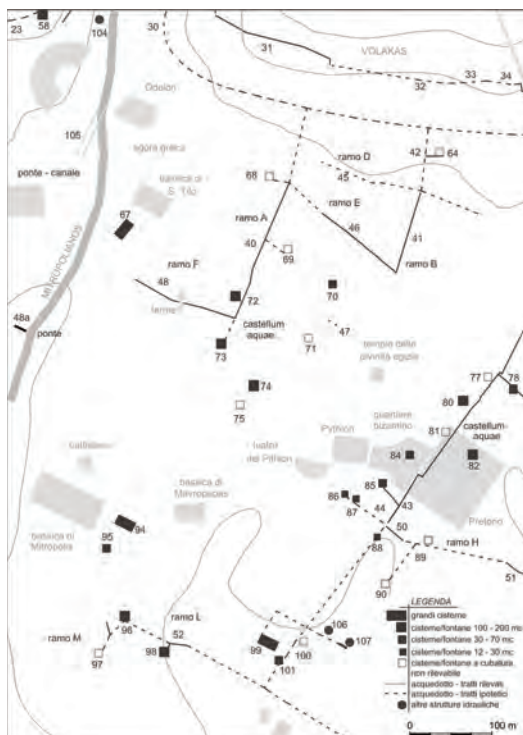 23
58
104
30
31
VOLAKAS
32
33
34
Odeion
105
agorà greca
ponte - canale
basilica di
S. Tito
67
MITROPOLIANOS
ramo D
42
64
68
45
ramo A
ramo E
40
46
41
69
ramo B
ramo F
48
72
70
terme
castellum
aquae
47
48a
ponte
73
71
tempio delle
divinità egizie
74
77
78
75
80
quartiere
bizantino
castellum-
aquae
81
Pythion
84
82
teatro
del Pythion
basilica di
Mavropapas
86
85
87
44
43
Pretorio
94
50
basilica di
Mitropolis
95
88
ramo H
89
51
90
ramo L
96
52
ramo M
97
98
99
100
101
106
107
LEGENDA
grandi cisterne
cisterne/fontane 100 - 200 mc
cisterne/fontane 30 - 70 mc
cisterne/fontane 12 - 30 mc
cisterne/fontane a cubatura
non rilevabile
acquedotto - tratti rilevati
acquedotto - tratti ipotetici
altre strutture idrauliche
0
100 m